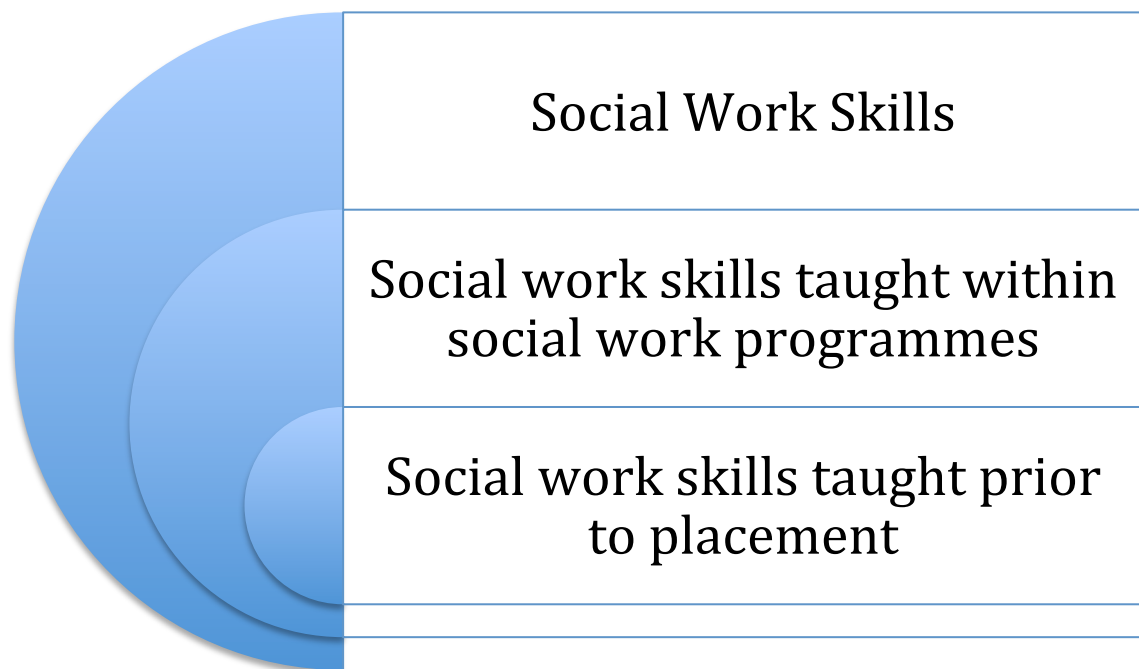 Social Work Skills
Social work skills taught within
social work programmes
Social work skills taught prior
to placement